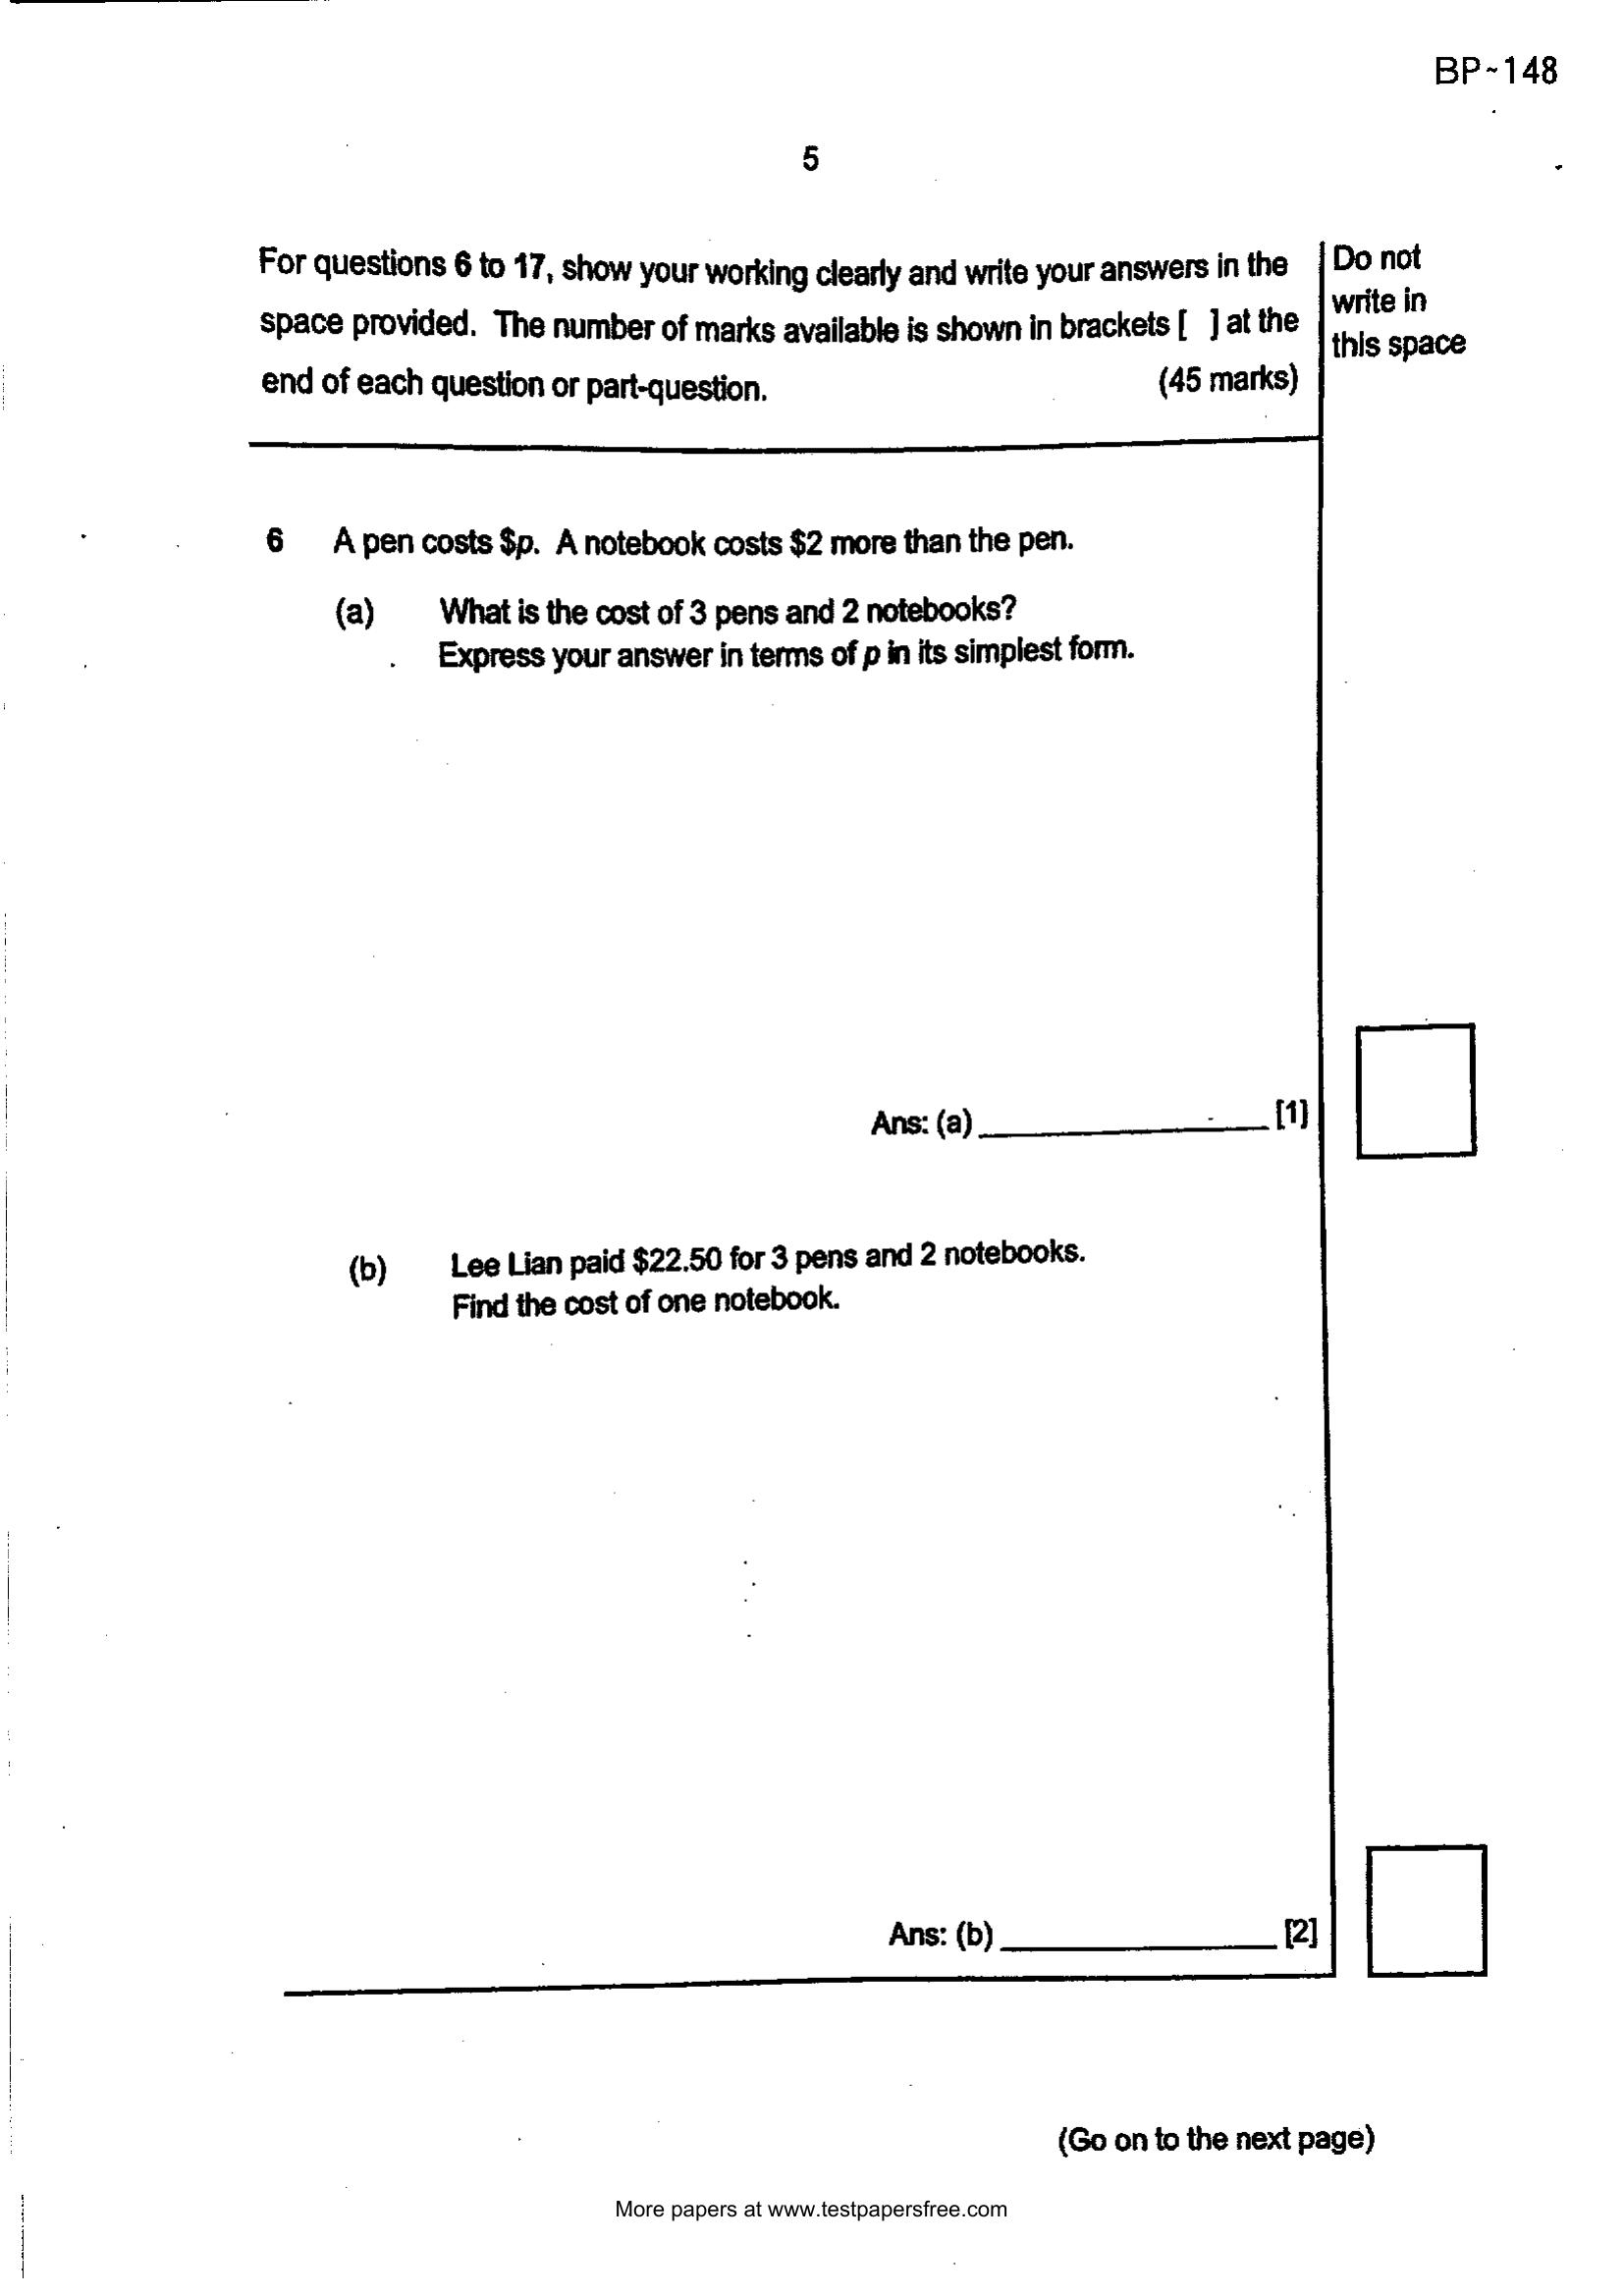 BP~148
5
For questions 6 to 17, show your working clearly and write your answers in the
space provided. The number of marks available is shown in brackets [ ] at the
end of each question or part-question. (45 marks)
Do not
write in
this space
6 A pen costs $p. A notebook costs $2 more than the pen.
(a) What is the cost of 3 pens and 2 notebooks?
Express your answer in terms of p in its simplest form.
Ans: (a) ____________ [1]
(b) Lee Lian paid $22.50 for 3 pens and 2 notebooks.
Find the cost of one notebook.
Ans: (b) ____________ [2]
(Go on to the next page)
More papers at www.testpapersfree.com